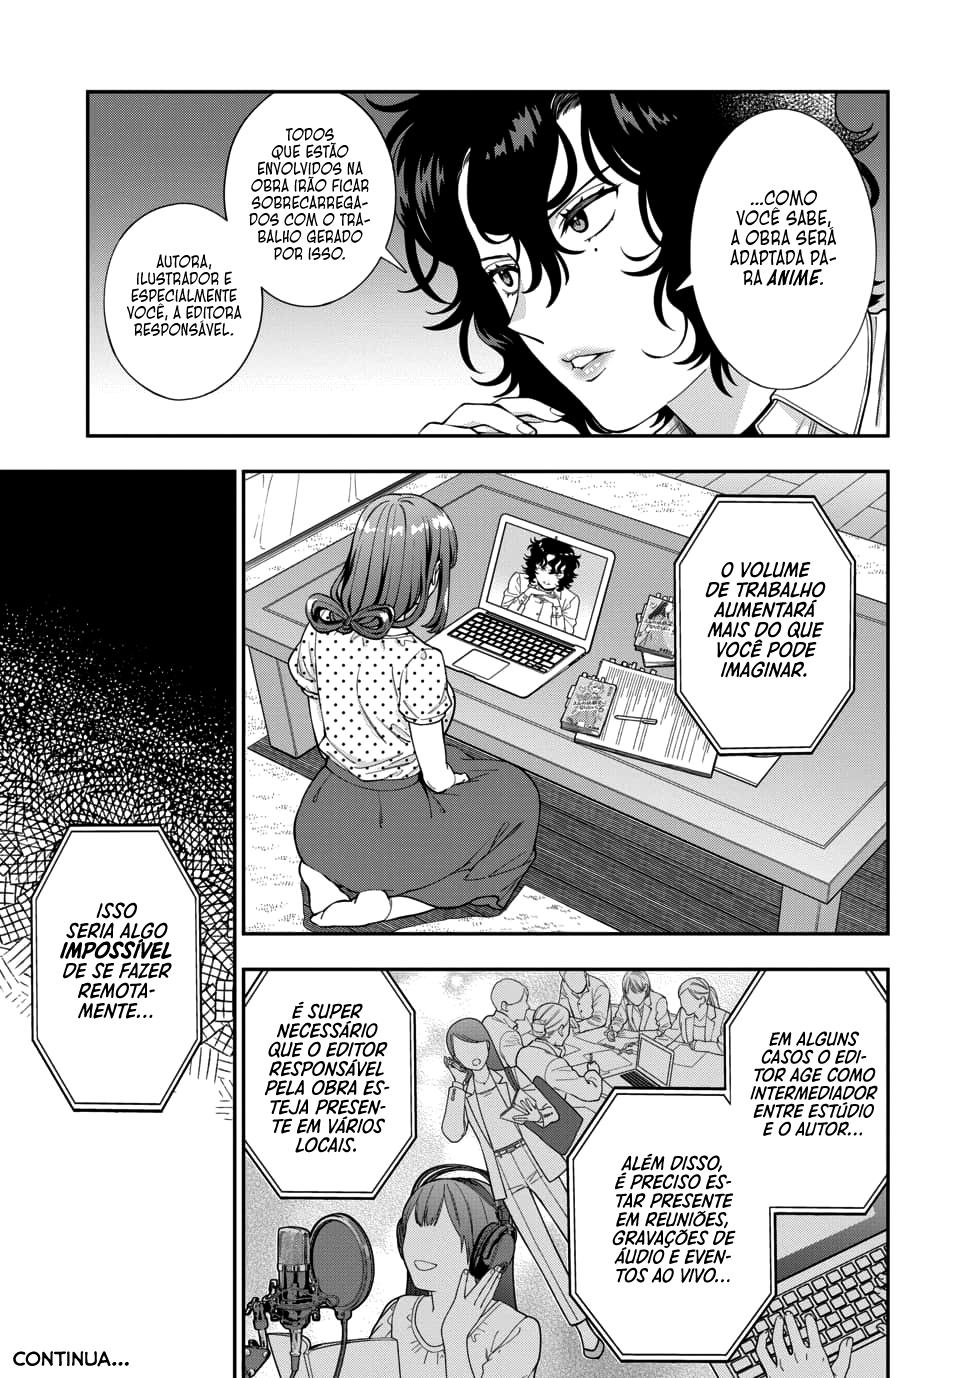 ...COMO
VOCÊ SABE,
A OBRA SERÁ
ADAPTADA PA-
RA ANIME.
TODOS
QUE ESTÃO
ENVOLVIDOS NA
OBRA IRÃO FICAR
SOBRECARREGA-
DOS COM O TRA-
BALHO GERADO
POR ISSO.
AUTORA,
ILUSTRADOR E
ESPECIALMENTE
VOCÊ, A EDITORA
RESPONSÁVEL.
O VOLUME
DE TRABALHO
AUMENTARÁ
MAIS DO QUE
VOCÊ PODE
IMAGINAR.
EM ALGUNS
CASOS O EDI-
TOR AGE COMO
INTERMEDIADOR
ENTRE ESTÚDIO
E O AUTOR...
ALÉM DISSO,
É PRECISO ES-
TAR PRESENTE
EM REUNIÕES,
GRAVAÇÕES DE
ÁUDIO E EVEN-
TOS AO VIVO...
É SUPER
NECESSÁRIO
QUE O EDITOR
RESPONSÁVEL
PELA OBRA ES-
TEJA PRESEN-
TE EM VÁRIOS
LOCAIS.
ISSO
SERIA ALGO
IMPOSSÍVEL
DE SE FAZER
REMOTA-
MENTE...
CONTINUA...